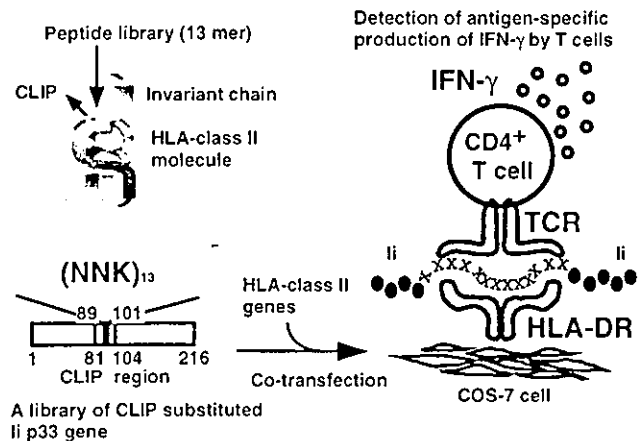 Peptide library (13 mer)
CLIP
Invariant chain
HLA-class II
molecule
(NNK)13
89 101
1 81 104 216
CLIP region
A library of CLIP substituted
Ii p33 gene
HLA-class II
genes
Co-transfection
Detection of antigen-specific
production of IFN-γ by T cells
IFN-γ
CD4+
T cell
TCR
Ii Ii
xxxxxxxxxxxxx
HLA-DR
COS-7 cell